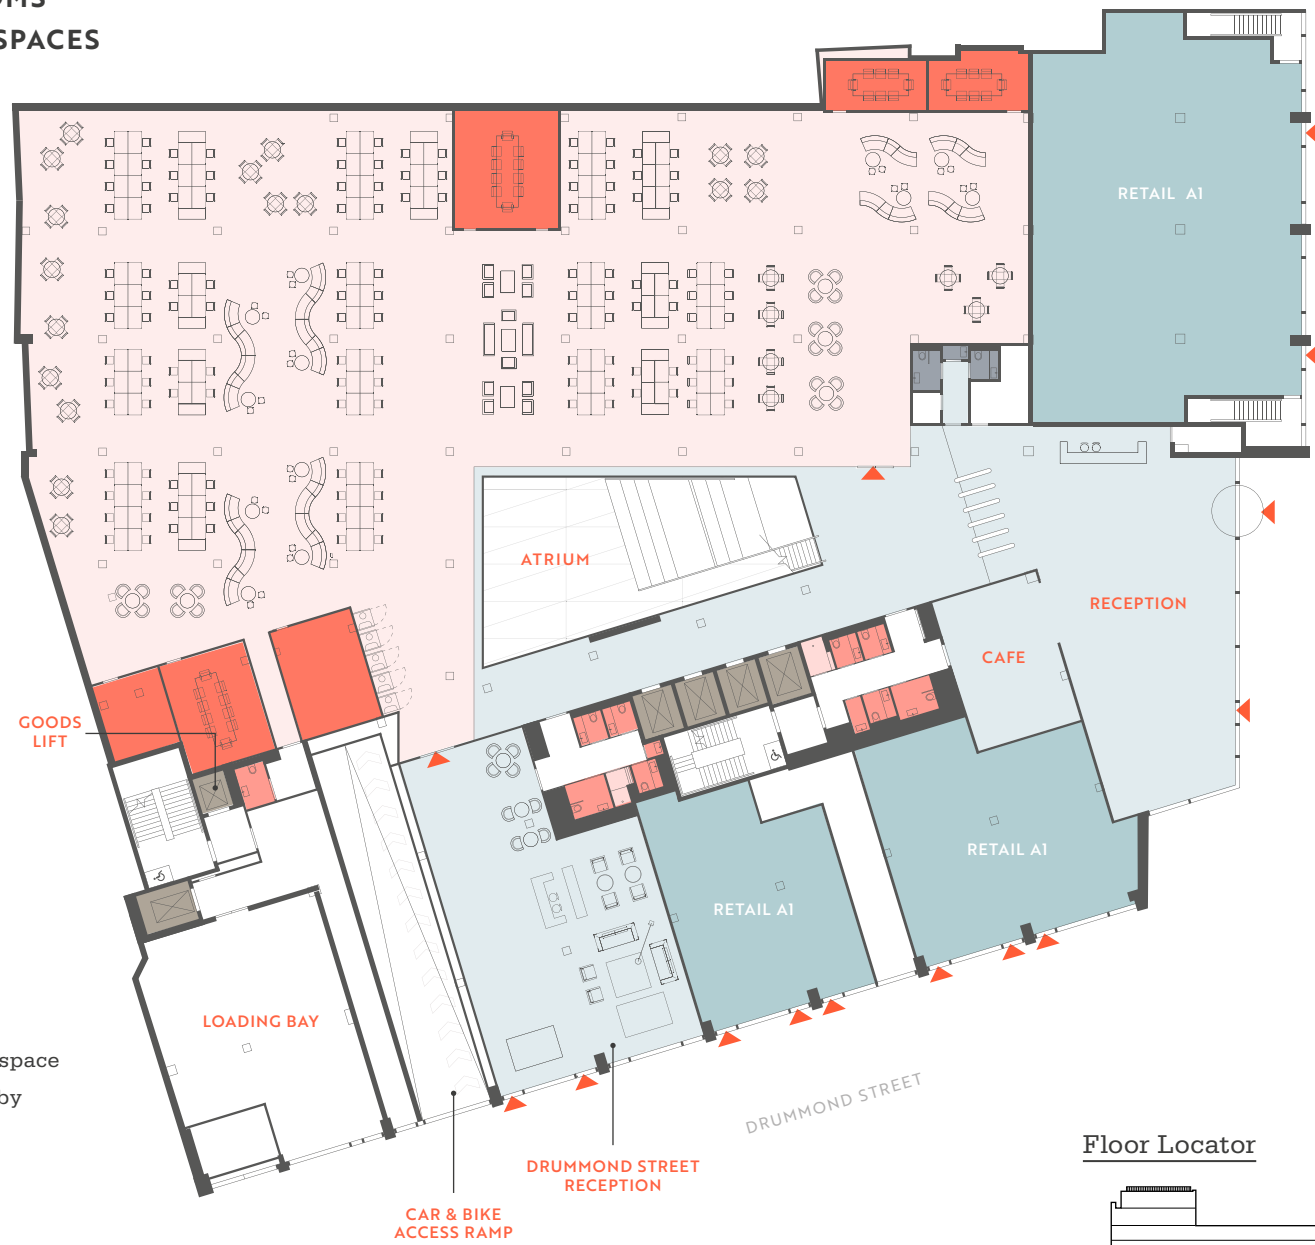 SPACES
RETAIL A1
ATRIUM
RECEPTION
CAFE
GOODS
LIFT
RETAIL A1
RETAIL A1
LOADING BAY
space
by
DRUMMOND STREET
Floor Locator
DRUMMOND STREET
RECEPTION
CAR & BIKE
ACCESS RAMP